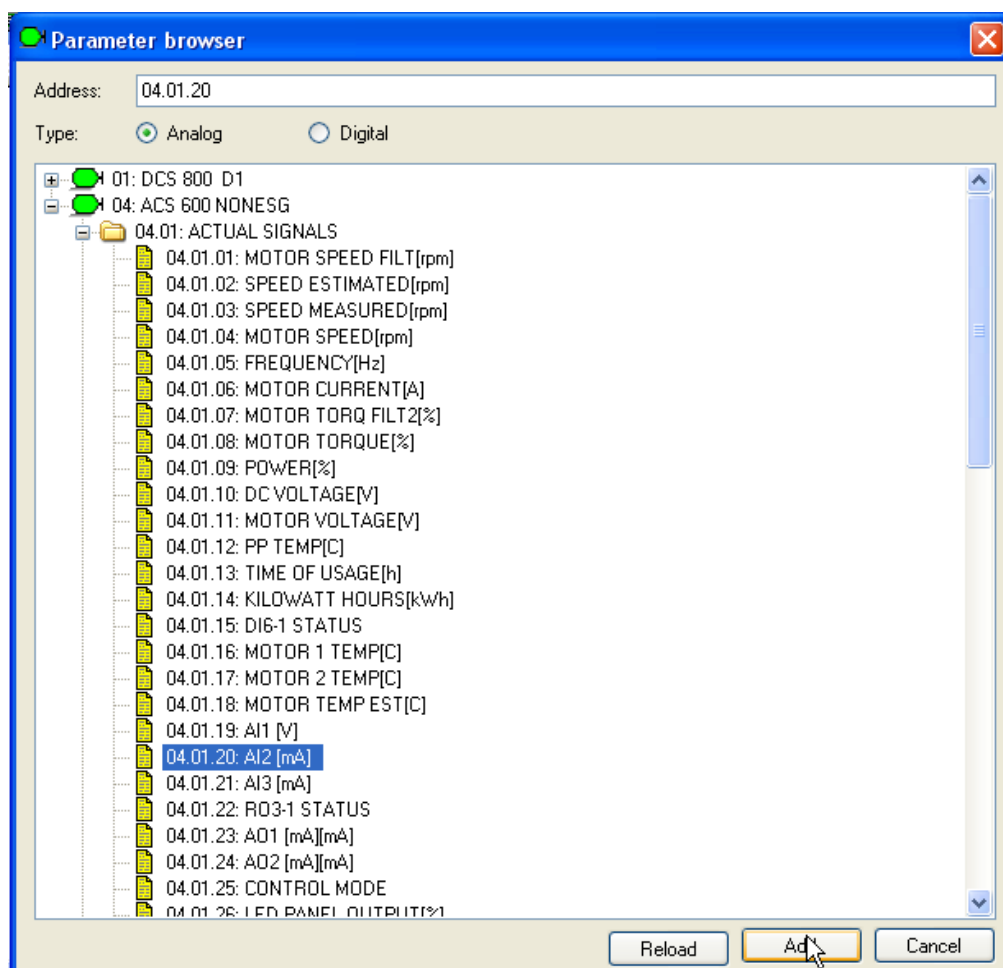 Parameter browser
Address: 04.01.20
Type: Analog Digital
01: DCS 800 D1
04: ACS 600 NONESG
04.01: ACTUAL SIGNALS
04.01.01: MOTOR SPEED FILT[rpm]
04.01.02: SPEED ESTIMATED[rpm]
04.01.03: SPEED MEASURED[rpm]
04.01.04: MOTOR SPEED[rpm]
04.01.05: FREQUENCY[Hz]
04.01.06: MOTOR CURRENT[A]
04.01.07: MOTOR TORQ FILT2[%]
04.01.08: MOTOR TORQUE[%]
04.01.09: POWER[%]
04.01.10: DC VOLTAGE[V]
04.01.11: MOTOR VOLTAGE[V]
04.01.12: PP TEMP[C]
04.01.13: TIME OF USAGE[h]
04.01.14: KILOWATT HOURS[kWh]
04.01.15: DI6-1 STATUS
04.01.16: MOTOR 1 TEMP[C]
04.01.17: MOTOR 2 TEMP[C]
04.01.18: MOTOR TEMP EST[C]
04.01.19: AI1 [V]
04.01.20: AI2 [mA]
04.01.21: AI3 [mA]
04.01.22: RO3-1 STATUS
04.01.23: AO1 [mA][mA]
04.01.24: AO2 [mA][mA]
04.01.25: CONTROL MODE
04.01.26: LED PANEL OUTPUT[%]
Reload Add Cancel